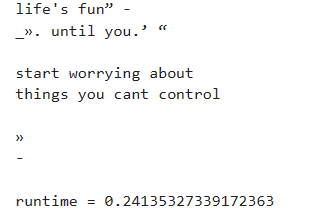 life's fun” -
_». until you.’ “
start worrying about
things you cant control
»
-
runtime = 0.24135327339172363